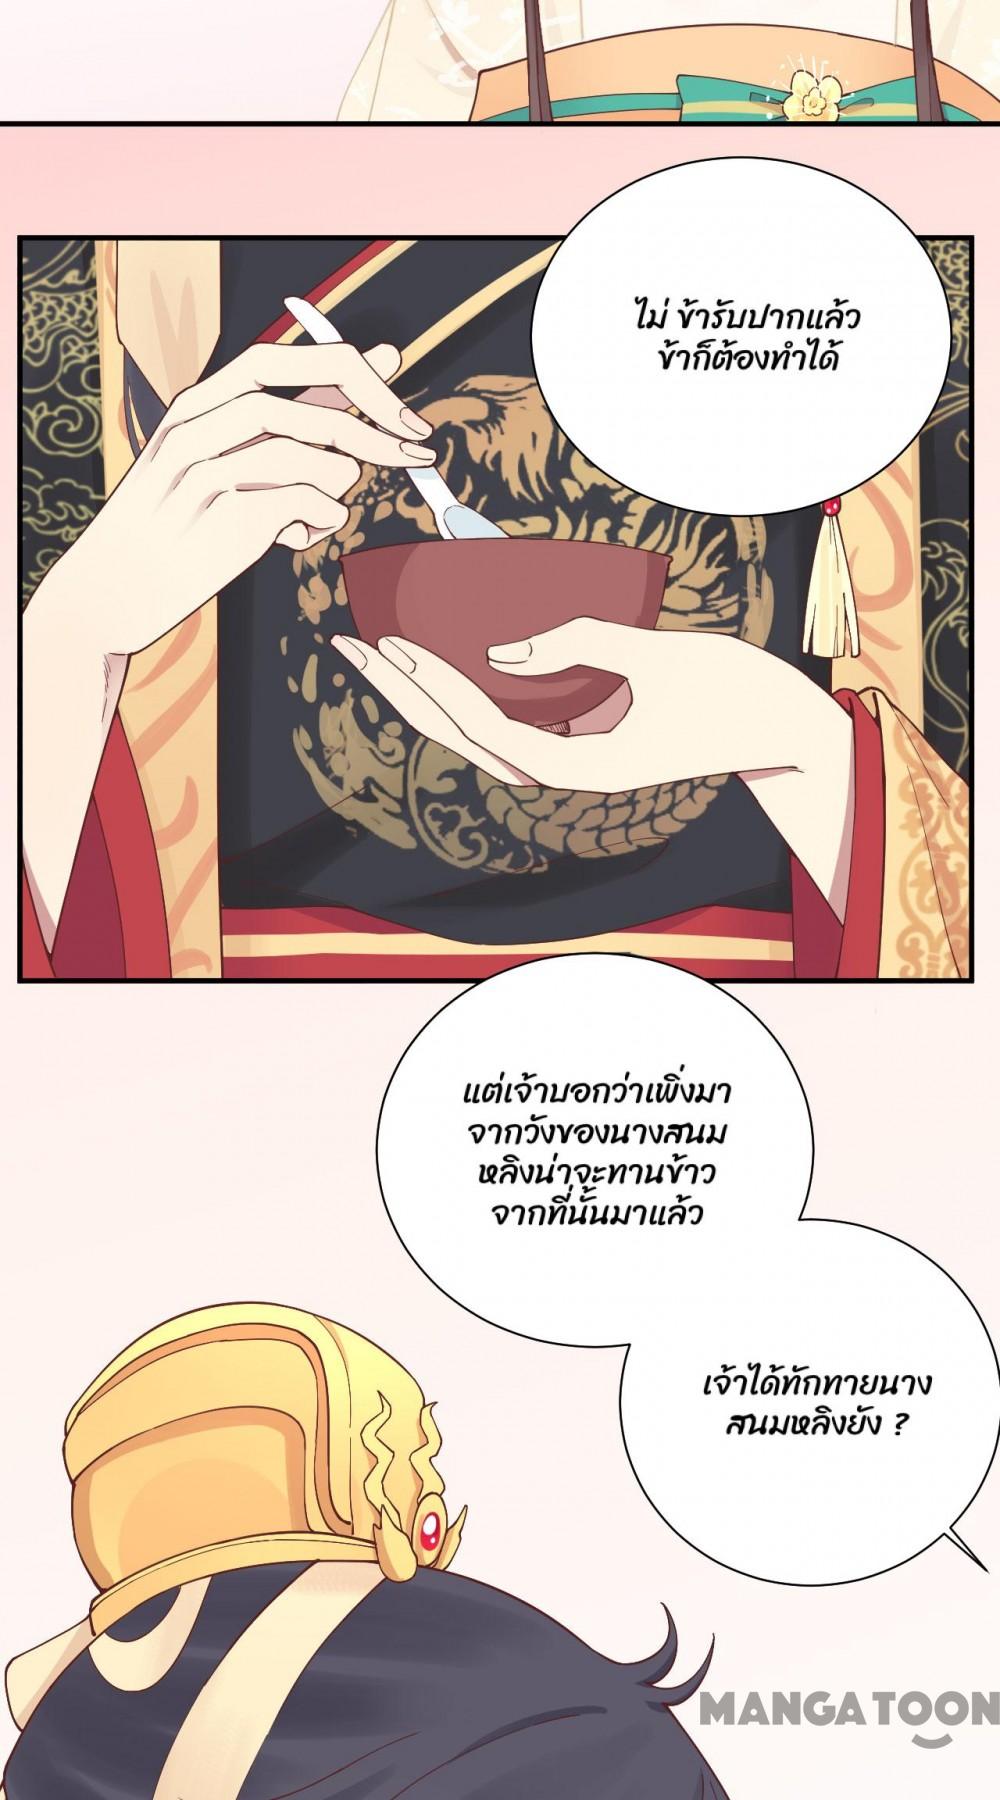 ไม่ ข้ารับปากแล้ว
ข้าก็ต้องทำได้
แต่เจ้าบอกว่าเพิ่งมา
จากวังของนางสนม
หลิงน่าจะทานข้าว
จากที่นั้นมาแล้ว
เจ้าได้ทักทายนาง
สนมหลิงยัง ?
MANGATOON